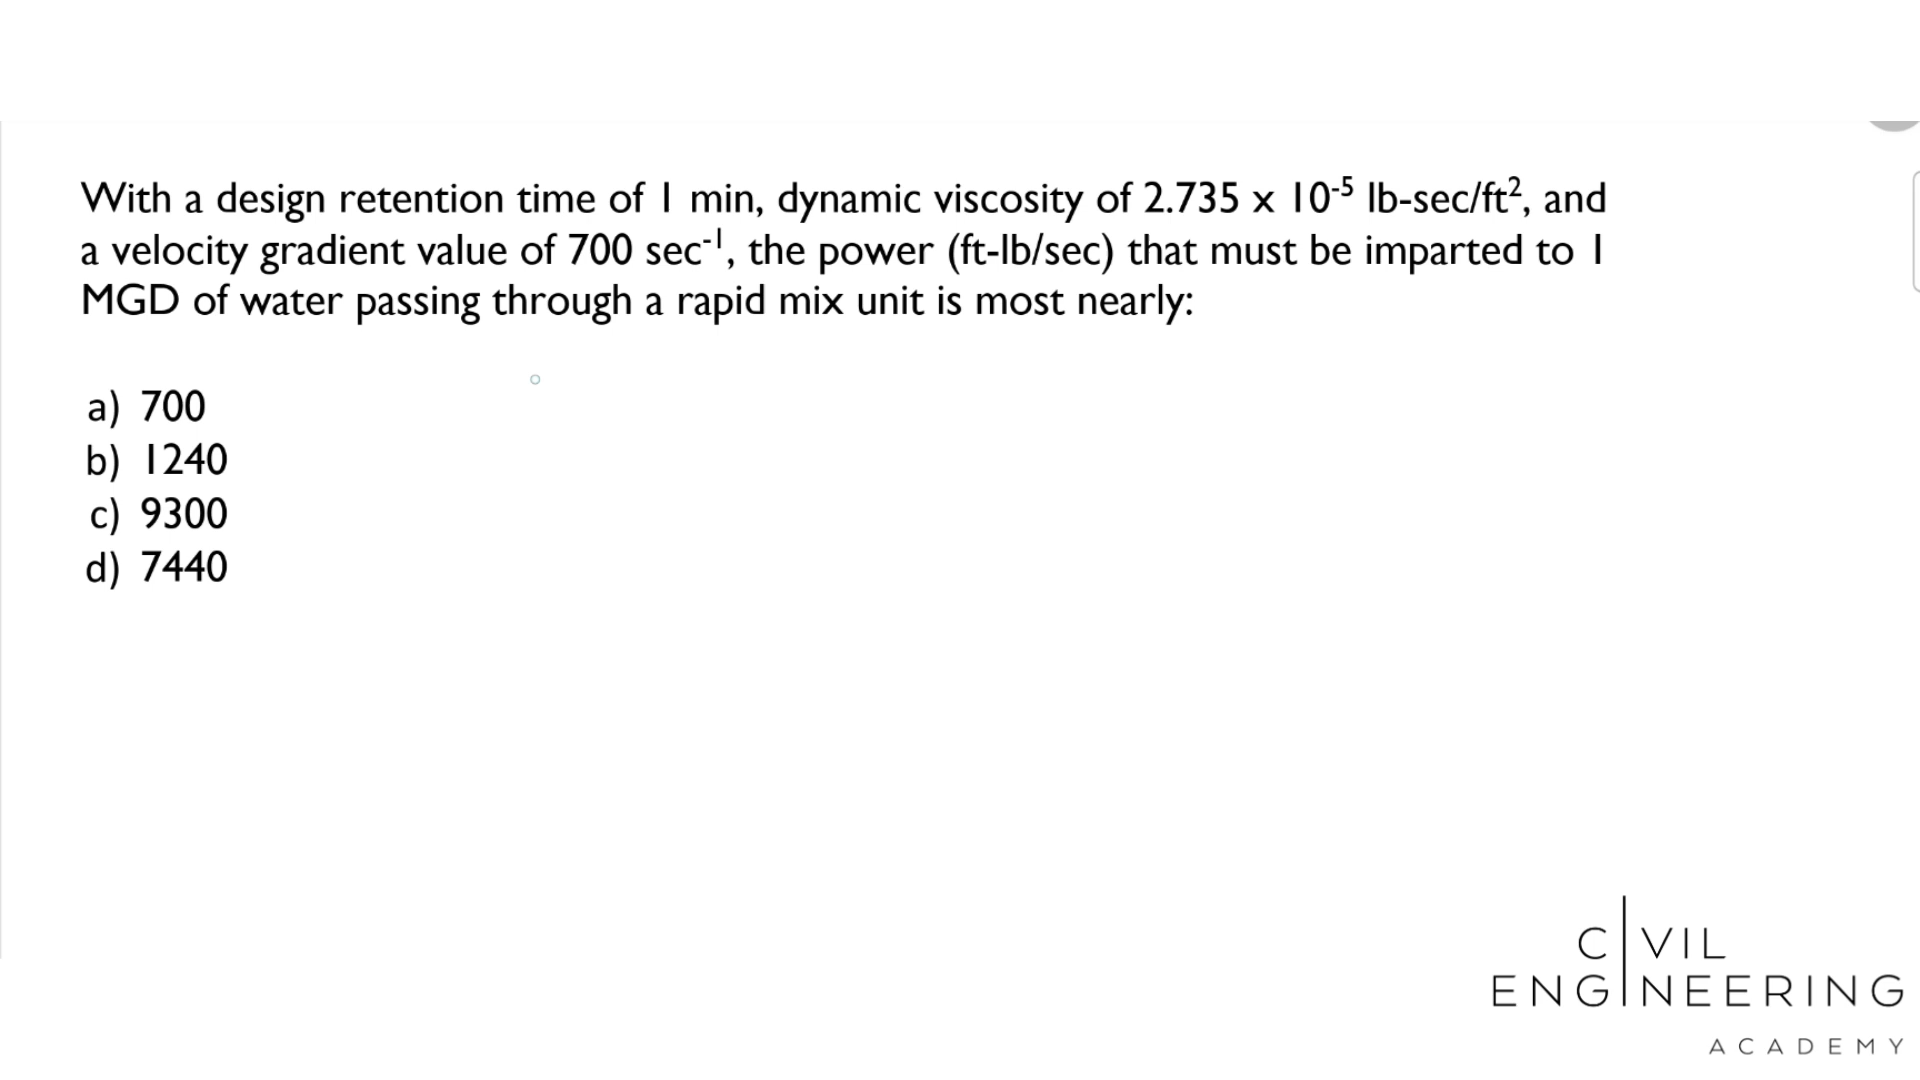 With a design retention time of 1 min, dynamic viscosity of 2.735 x 10⁻⁵ lb-sec/ft², and
a velocity gradient value of 700 sec⁻¹, the power (ft-lb/sec) that must be imparted to 1
MGD of water passing through a rapid mix unit is most nearly:
a) 700
b) 1240
c) 9300
d) 7440
CIVIL
ENGINEERING
ACADEMY